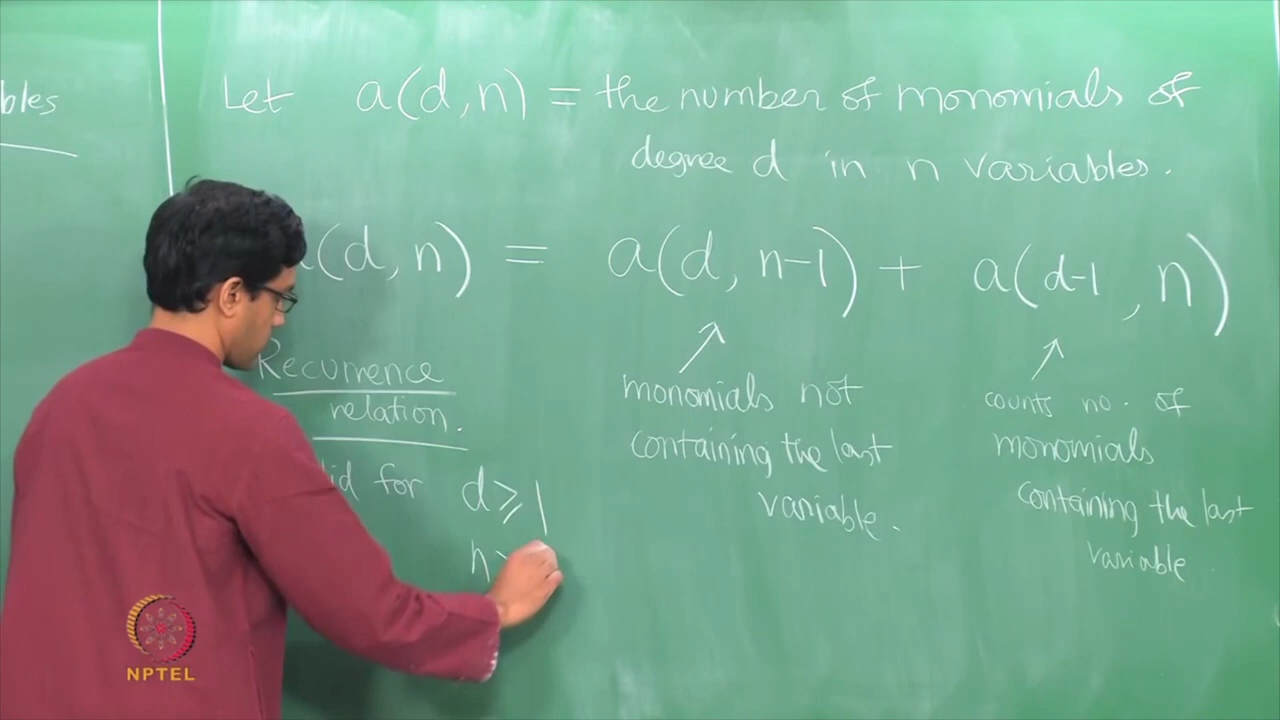 bles
Let a(d,n) = the number of monomials of
degree d in n variables.
(d,n) = a(d, n-1) + a(d-1, n)
Recurrence
relation.
monomials not
containing the last
variable.
counts no. of
monomials
containing the last
variable.
id for d ⩾ 1
n
NPTEL